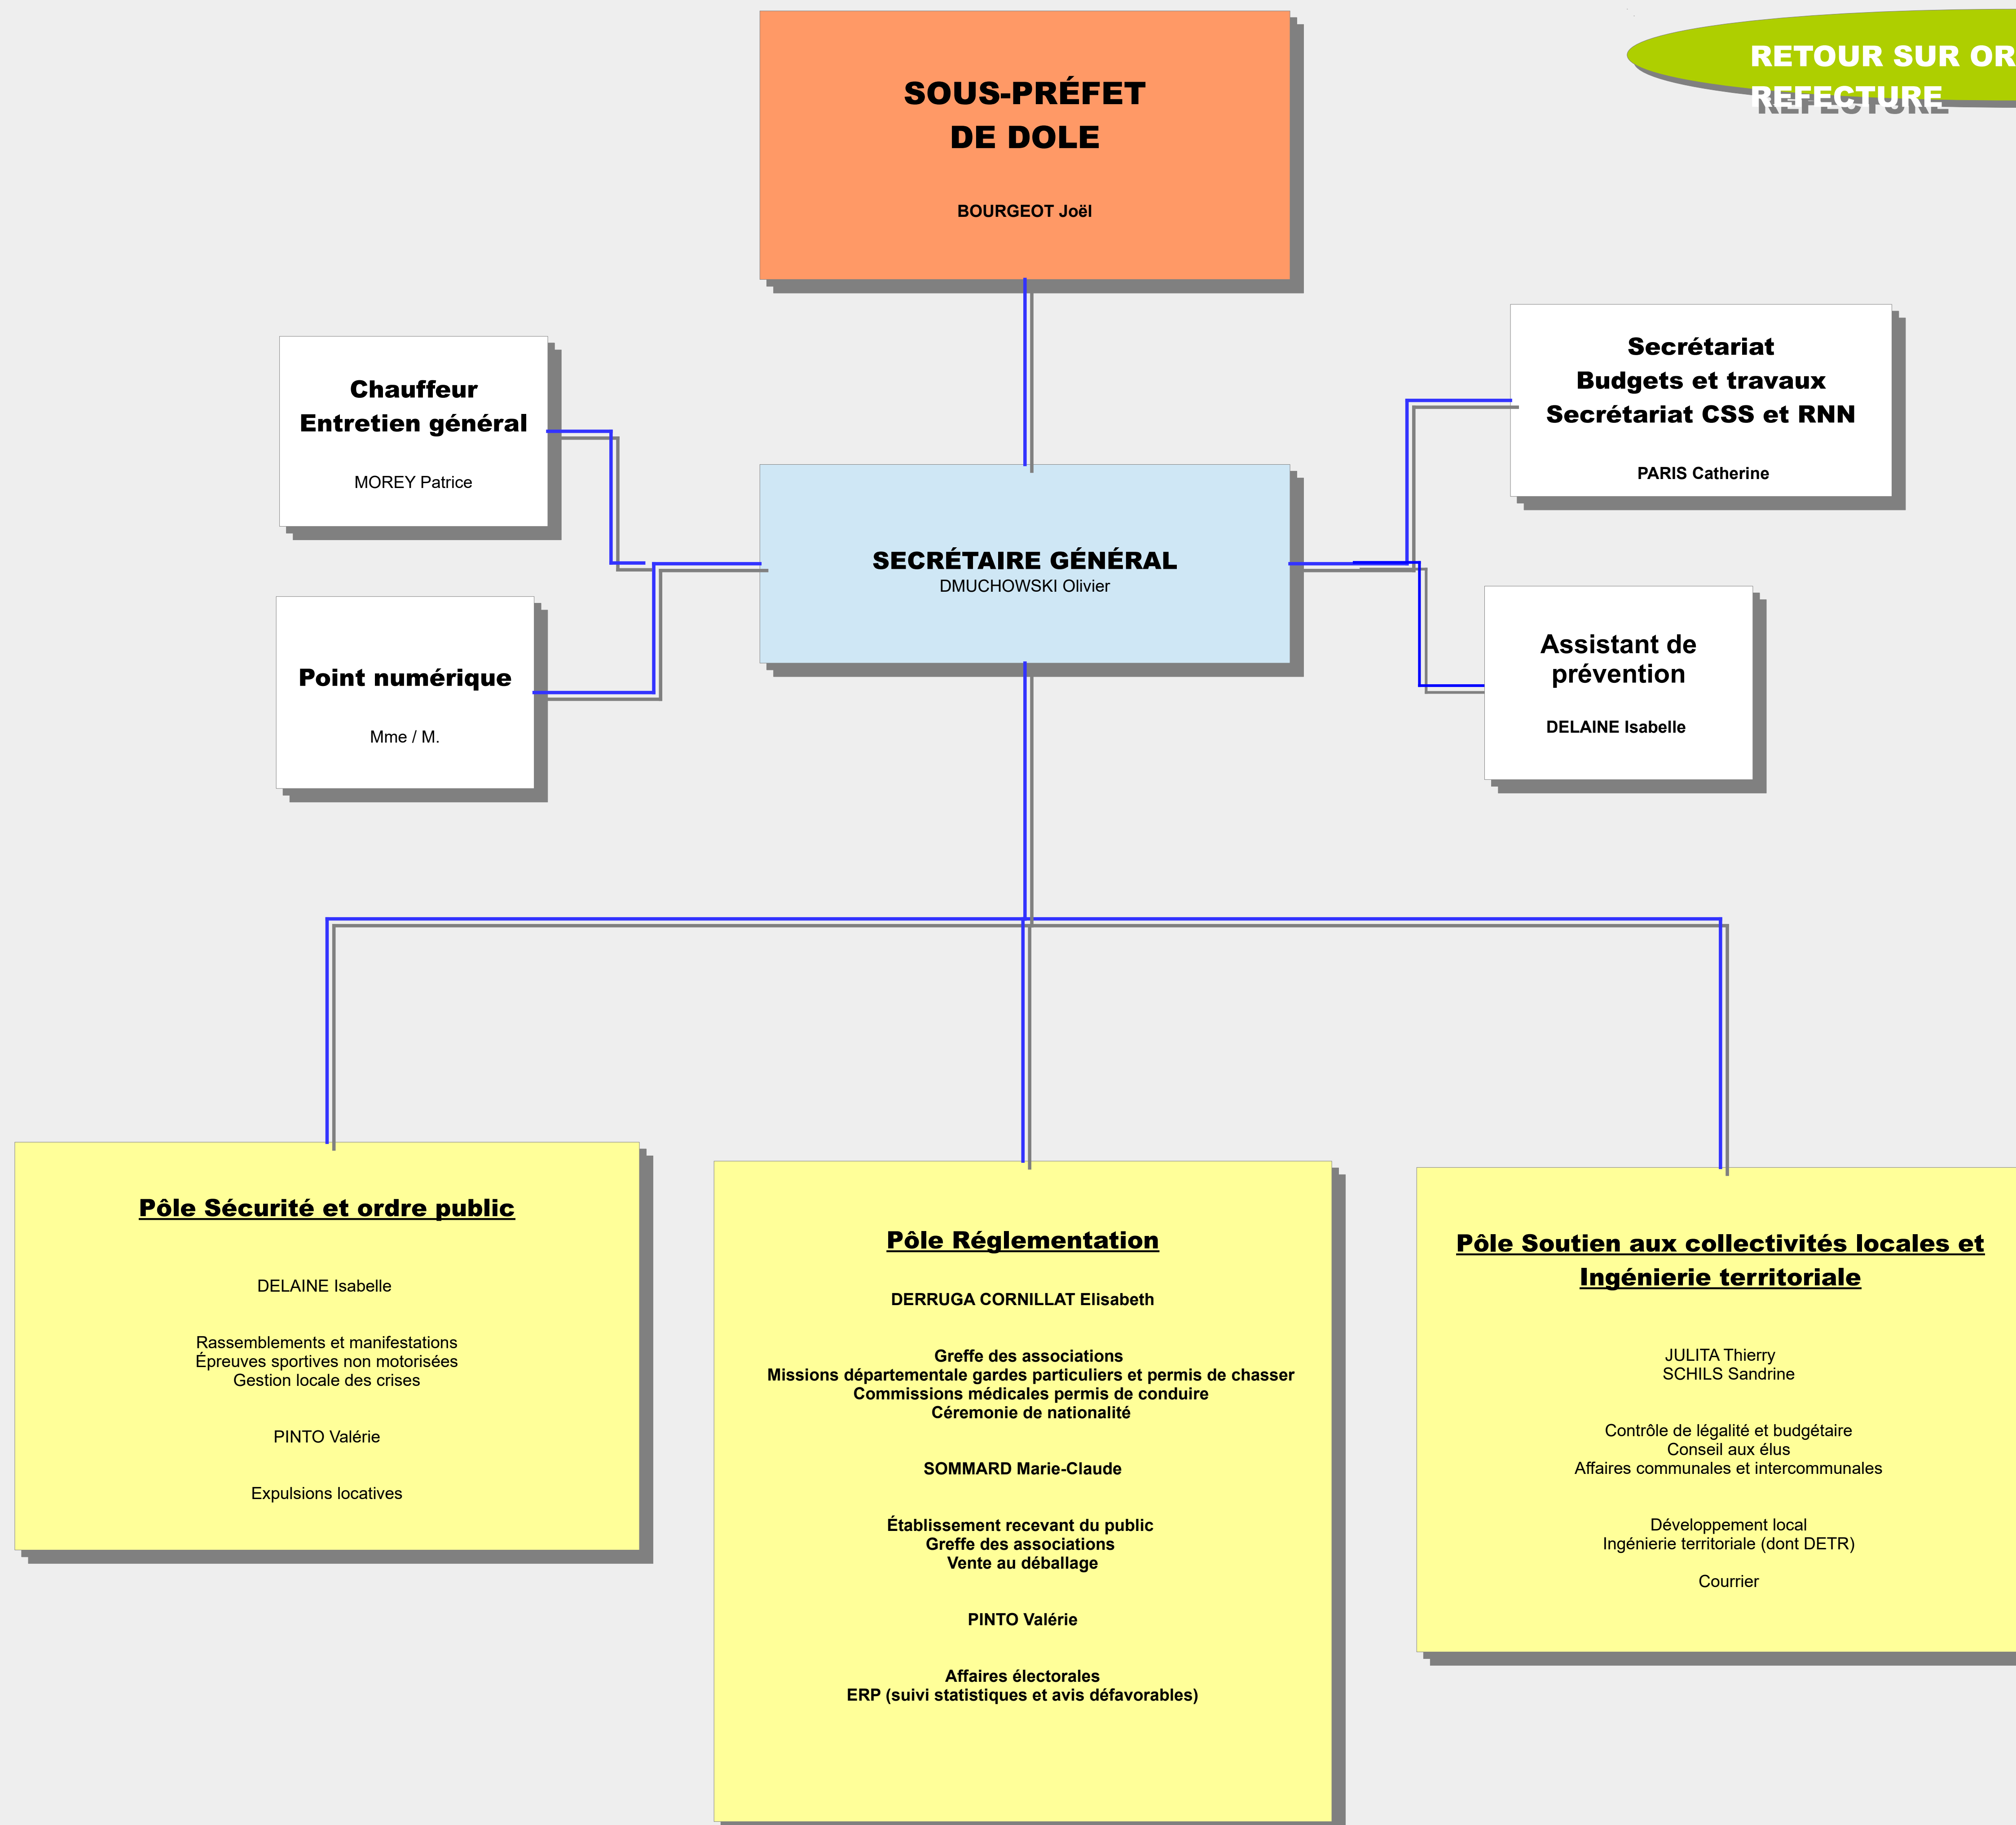 SOUS-PRÉFET
DE DOLE
BOURGEOT Joël
RETOUR SUR OR
REFECTURE
Chauffeur
Entretien général
MOREY Patrice
Secrétariat
Budgets et travaux
Secrétariat CSS et RNN
PARIS Catherine
SECRÉTAIRE GÉNÉRAL
DMUCHOWSKI Olivier
Point numérique
Mme / M.
Assistant de
prévention
DELAINE Isabelle
Pôle Sécurité et ordre public
DELAINE Isabelle
Rassemblements et manifestations
Épreuves sportives non motorisées
Gestion locale des crises
PINTO Valérie
Expulsions locatives
Pôle Réglementation
DERRUGA CORNILLAT Elisabeth
Greffe des associations
Missions départementale gardes particuliers et permis de chasser
Commissions médicales permis de conduire
Céremonie de nationalité
SOMMARD Marie-Claude
Établissement recevant du public
Greffe des associations
Vente au déballage
PINTO Valérie
Affaires électorales
ERP (suivi statistiques et avis défavorables)
Pôle Soutien aux collectivités locales et
Ingénierie territoriale
JULITA Thierry
SCHILS Sandrine
Contrôle de légalité et budgétaire
Conseil aux élus
Affaires communales et intercommunales
Développement local
Ingénierie territoriale (dont DETR)
Courrier